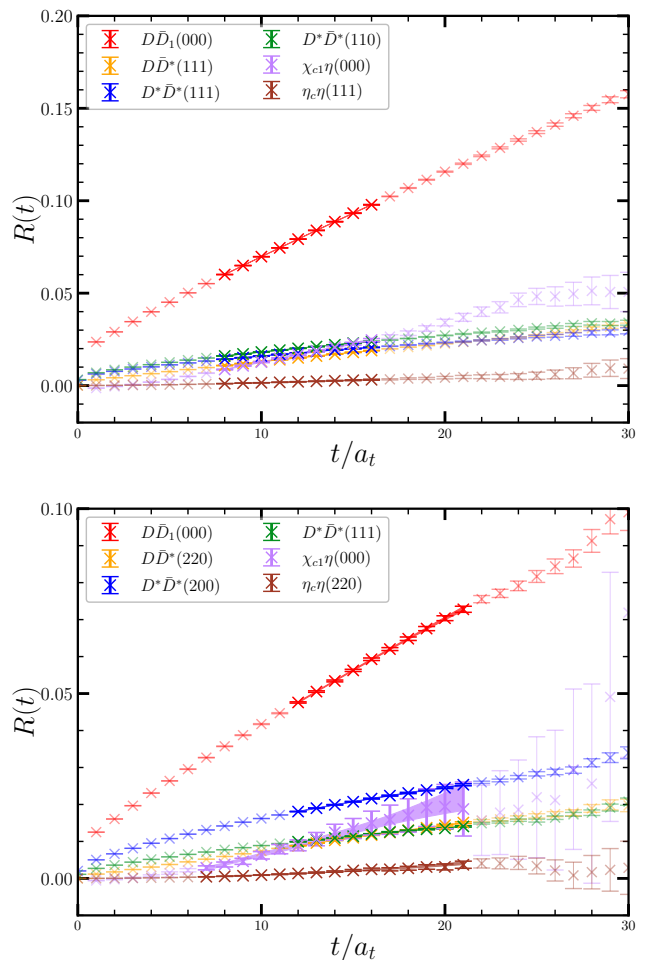 0.20
0.15
0.10
0.05
0.00
R(t)
DD̄₁(000)
DD̄*(111)
D*D̄*(111)
D*D̄*(110)
χc1η(000)
ηcη(111)
0 10 20 30
t/aₜ
0.10
0.05
0.00
R(t)
DD̄₁(000)
DD̄*(220)
D*D̄*(200)
D*D̄*(111)
χc1η(000)
ηcη(220)
0 10 20 30
t/aₜ